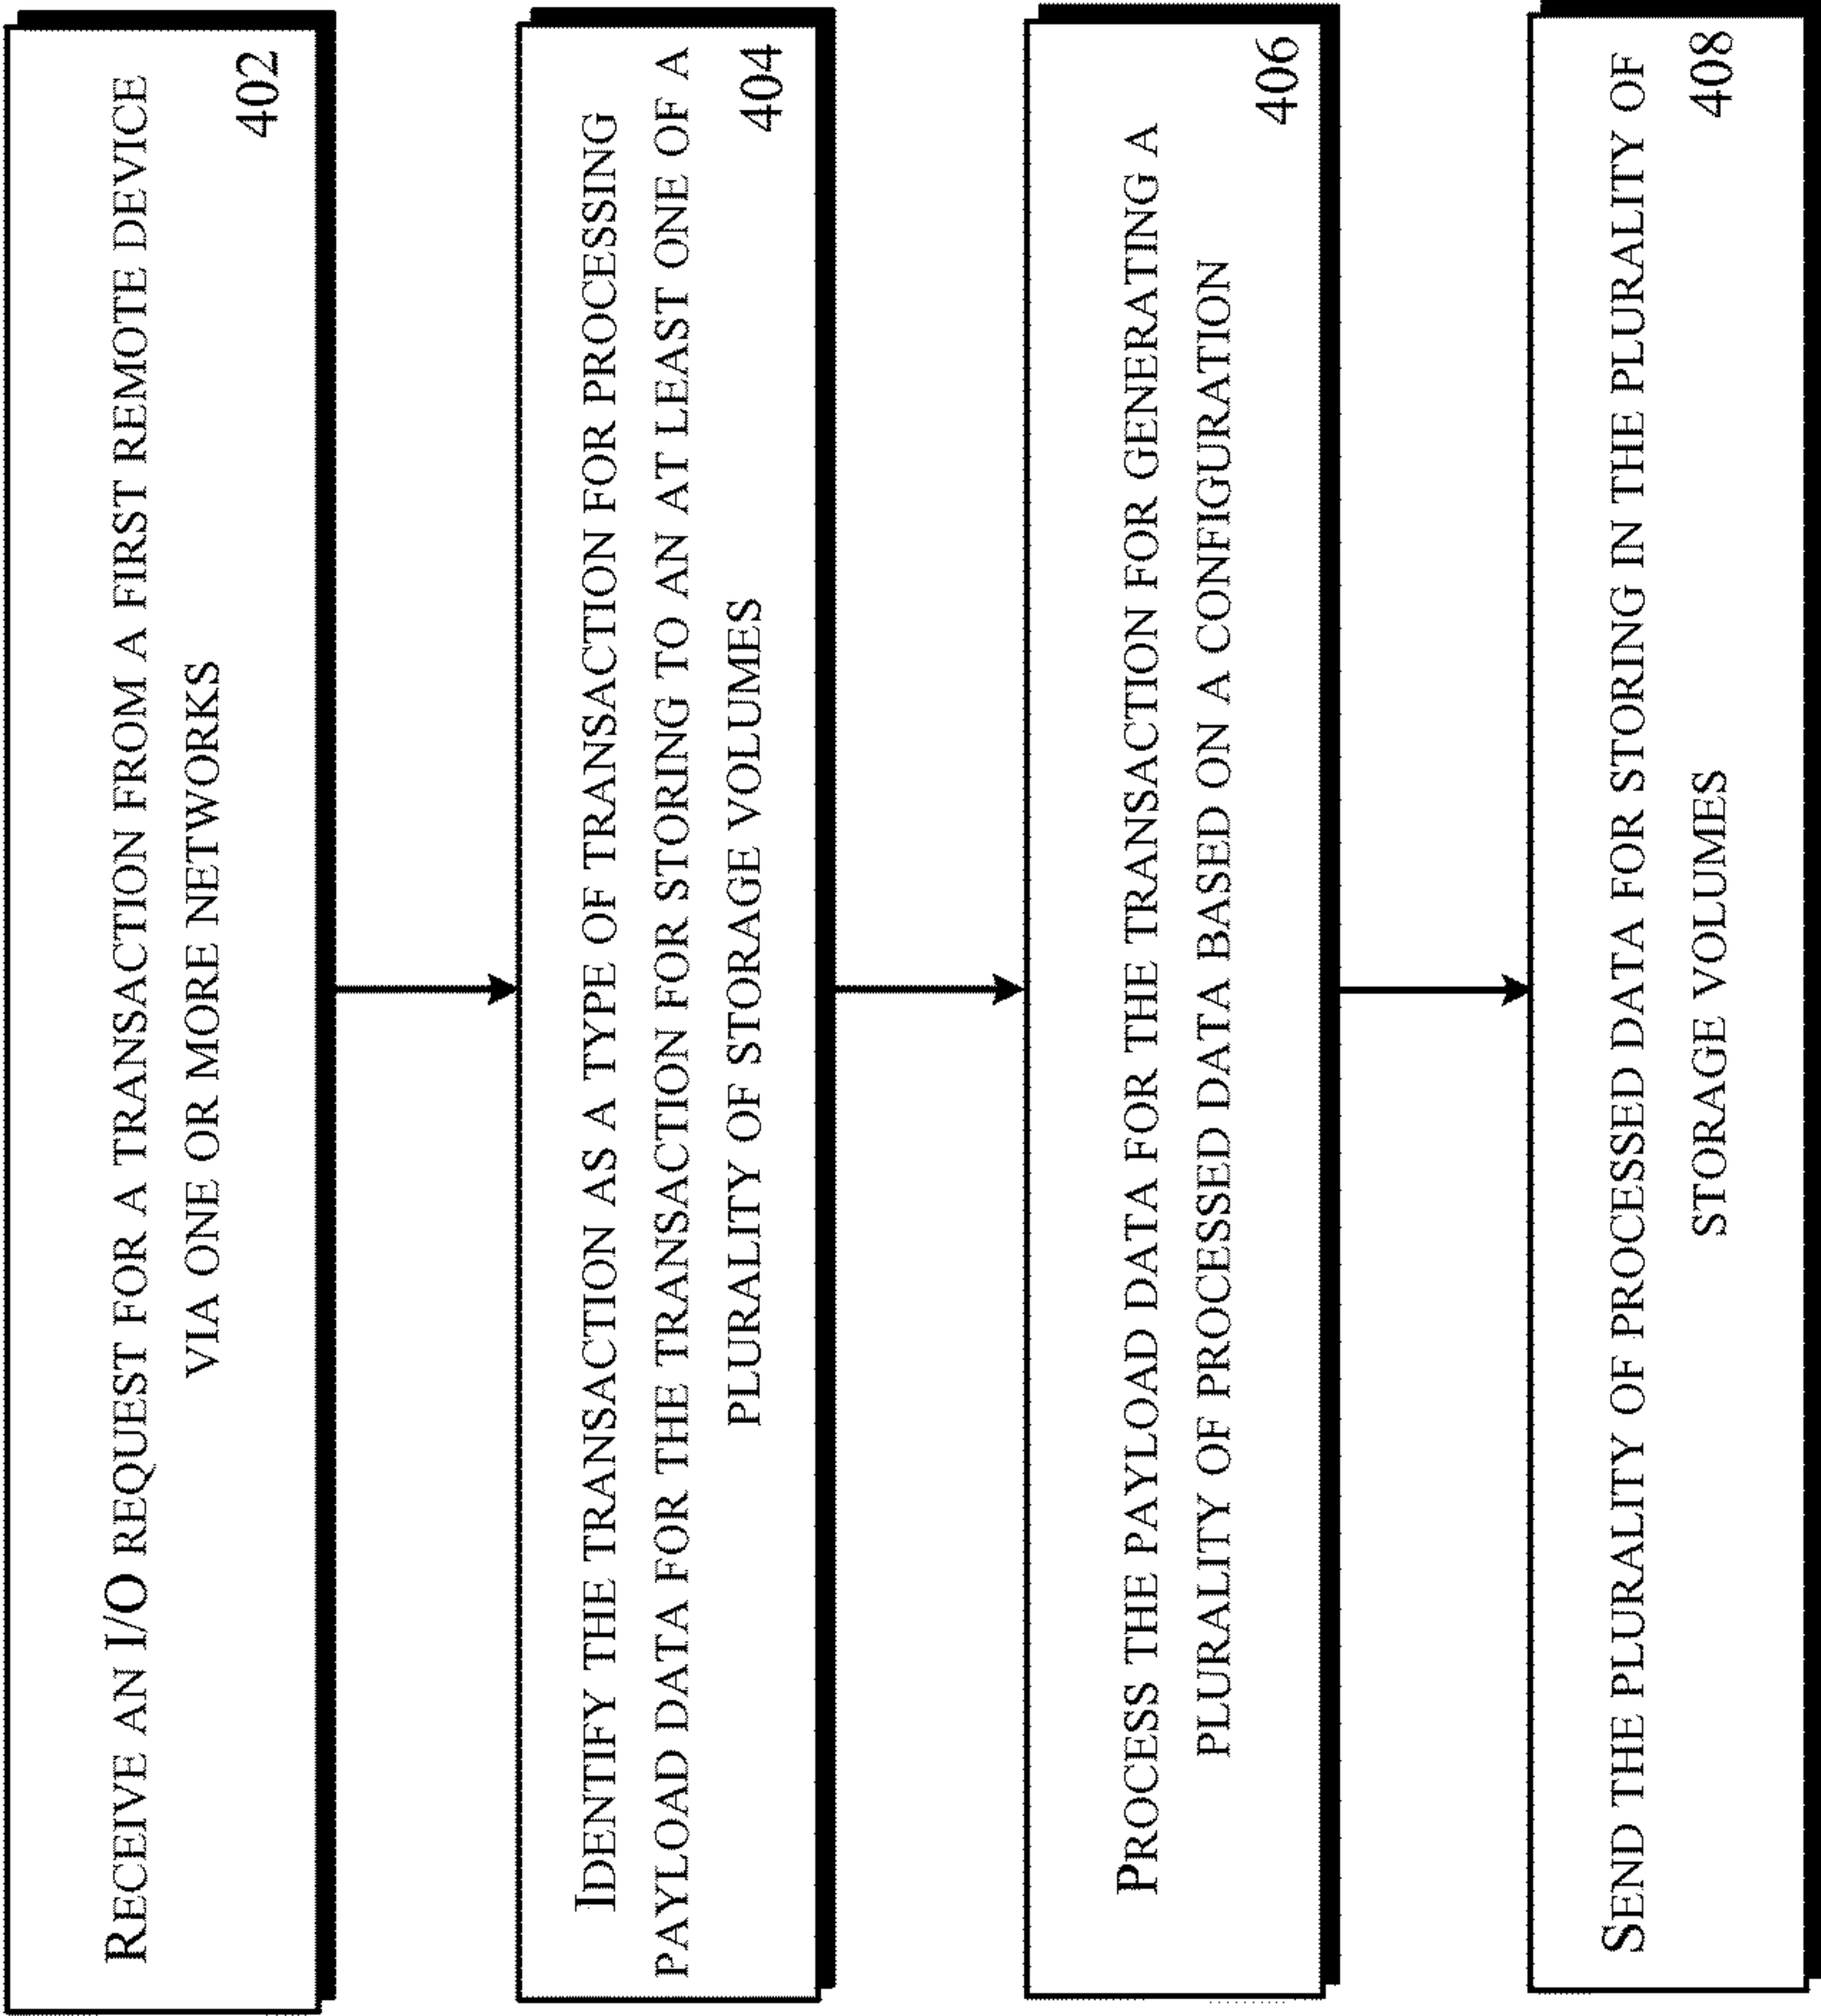 RECEIVE AN I/O REQUEST FOR A TRANSACTION FROM A FIRST REMOTE DEVICE
VIA ONE OR MORE NETWORKS
402
IDENTIFY THE TRANSACTION AS A TYPE OF TRANSACTION FOR PROCESSING
PAYLOAD DATA FOR THE TRANSACTION FOR STORING TO AN AT LEAST ONE OF A
PLURALITY OF STORAGE VOLUMES
404
PROCESS THE PAYLOAD DATA FOR THE TRANSACTION FOR GENERATING A
PLURALITY OF PROCESSED DATA BASED ON A CONFIGURATION
406
SEND THE PLURALITY OF PROCESSED DATA FOR STORING IN THE PLURALITY OF
STORAGE VOLUMES
408